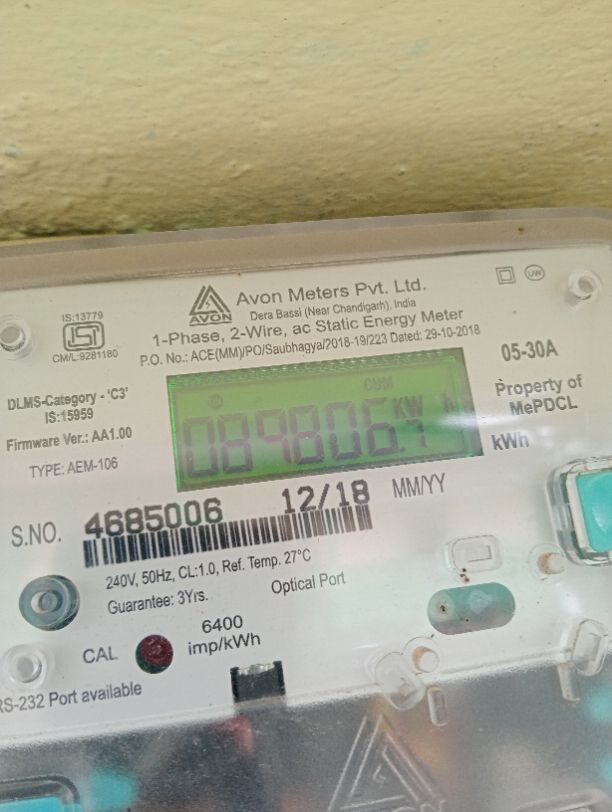 IS:13779
ISI
CM/L:9281180
AVON
Avon Meters Pvt. Ltd.
Dera Bassi (Near Chandigarh), India
1-Phase, 2-Wire, ac Static Energy Meter
P.O. No.: ACE(MM)/PO/Saubhagya/2018-19/223 Dated: 29-10-2018
UW
05-30A
Property of
MePDCL
DLMS-Category - 'C3'
IS:15959
Firmware Ver.: AA1.00
TYPE: AEM-106
CUM
089806.1 KW h
kWh
S.NO. 4685006 12/18 MM/YY
240V, 50Hz, CL:1.0, Ref. Temp. 27°C
Guarantee: 3Yrs.
Optical Port
CAL
6400
imp/kWh
RS-232 Port available